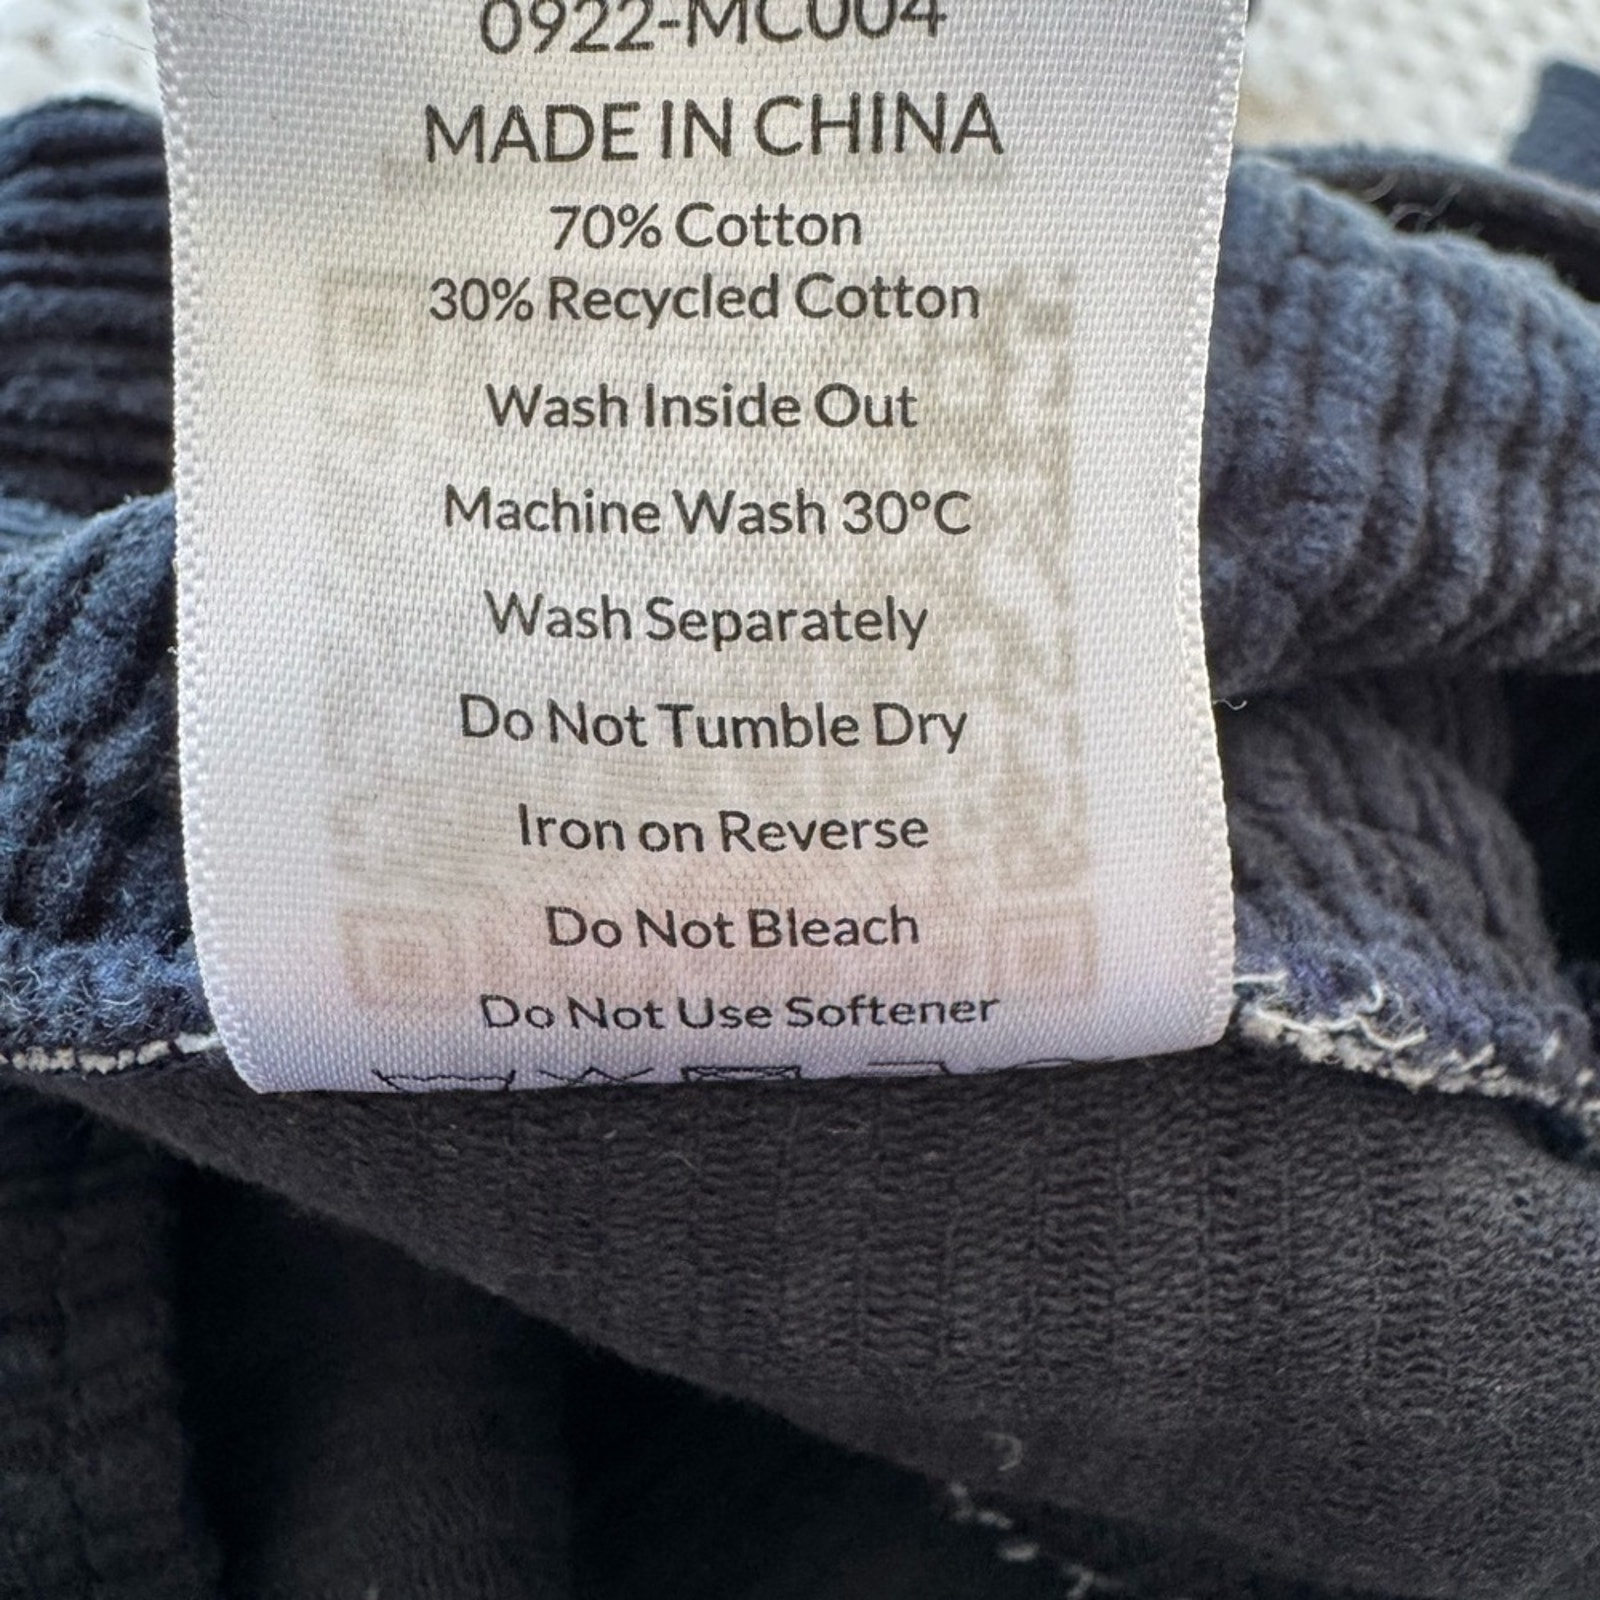 0922-MC004
MADE IN CHINA
70% Cotton
30% Recycled Cotton
Wash Inside Out
Machine Wash 30°C
Wash Separately
Do Not Tumble Dry
Iron on Reverse
Do Not Bleach
Do Not Use Softener